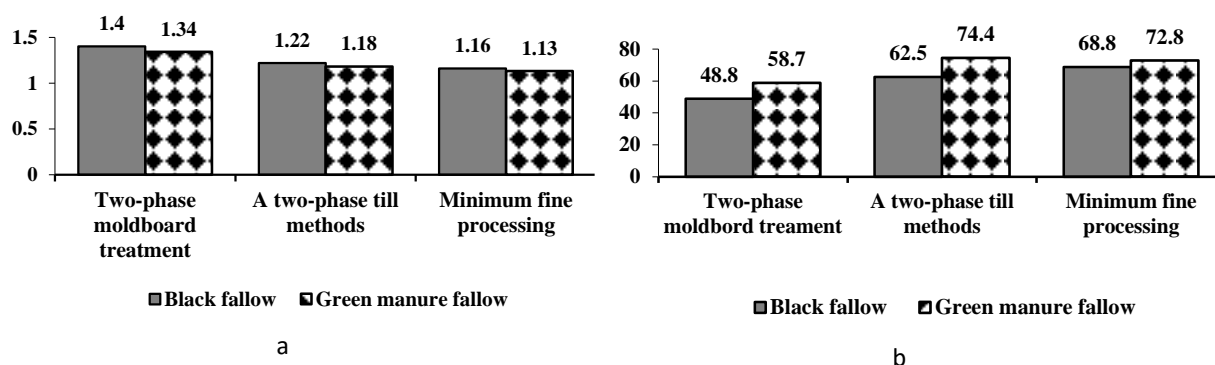 1.4
1.34
1.22
1.18
1.16
1.13
1.5
1
0.5
0
Two-phase
moldboard
treatment
A two-phase till
methods
Minimum fine
processing
Black fallow
Green manure fallow
a
48.8
58.7
62.5
74.4
68.8
72.8
80
60
40
20
0
Two-phase
moldbord treament
A two-phase till
methods
Minimum fine
processing
Black fallow
Green manure fallow
b